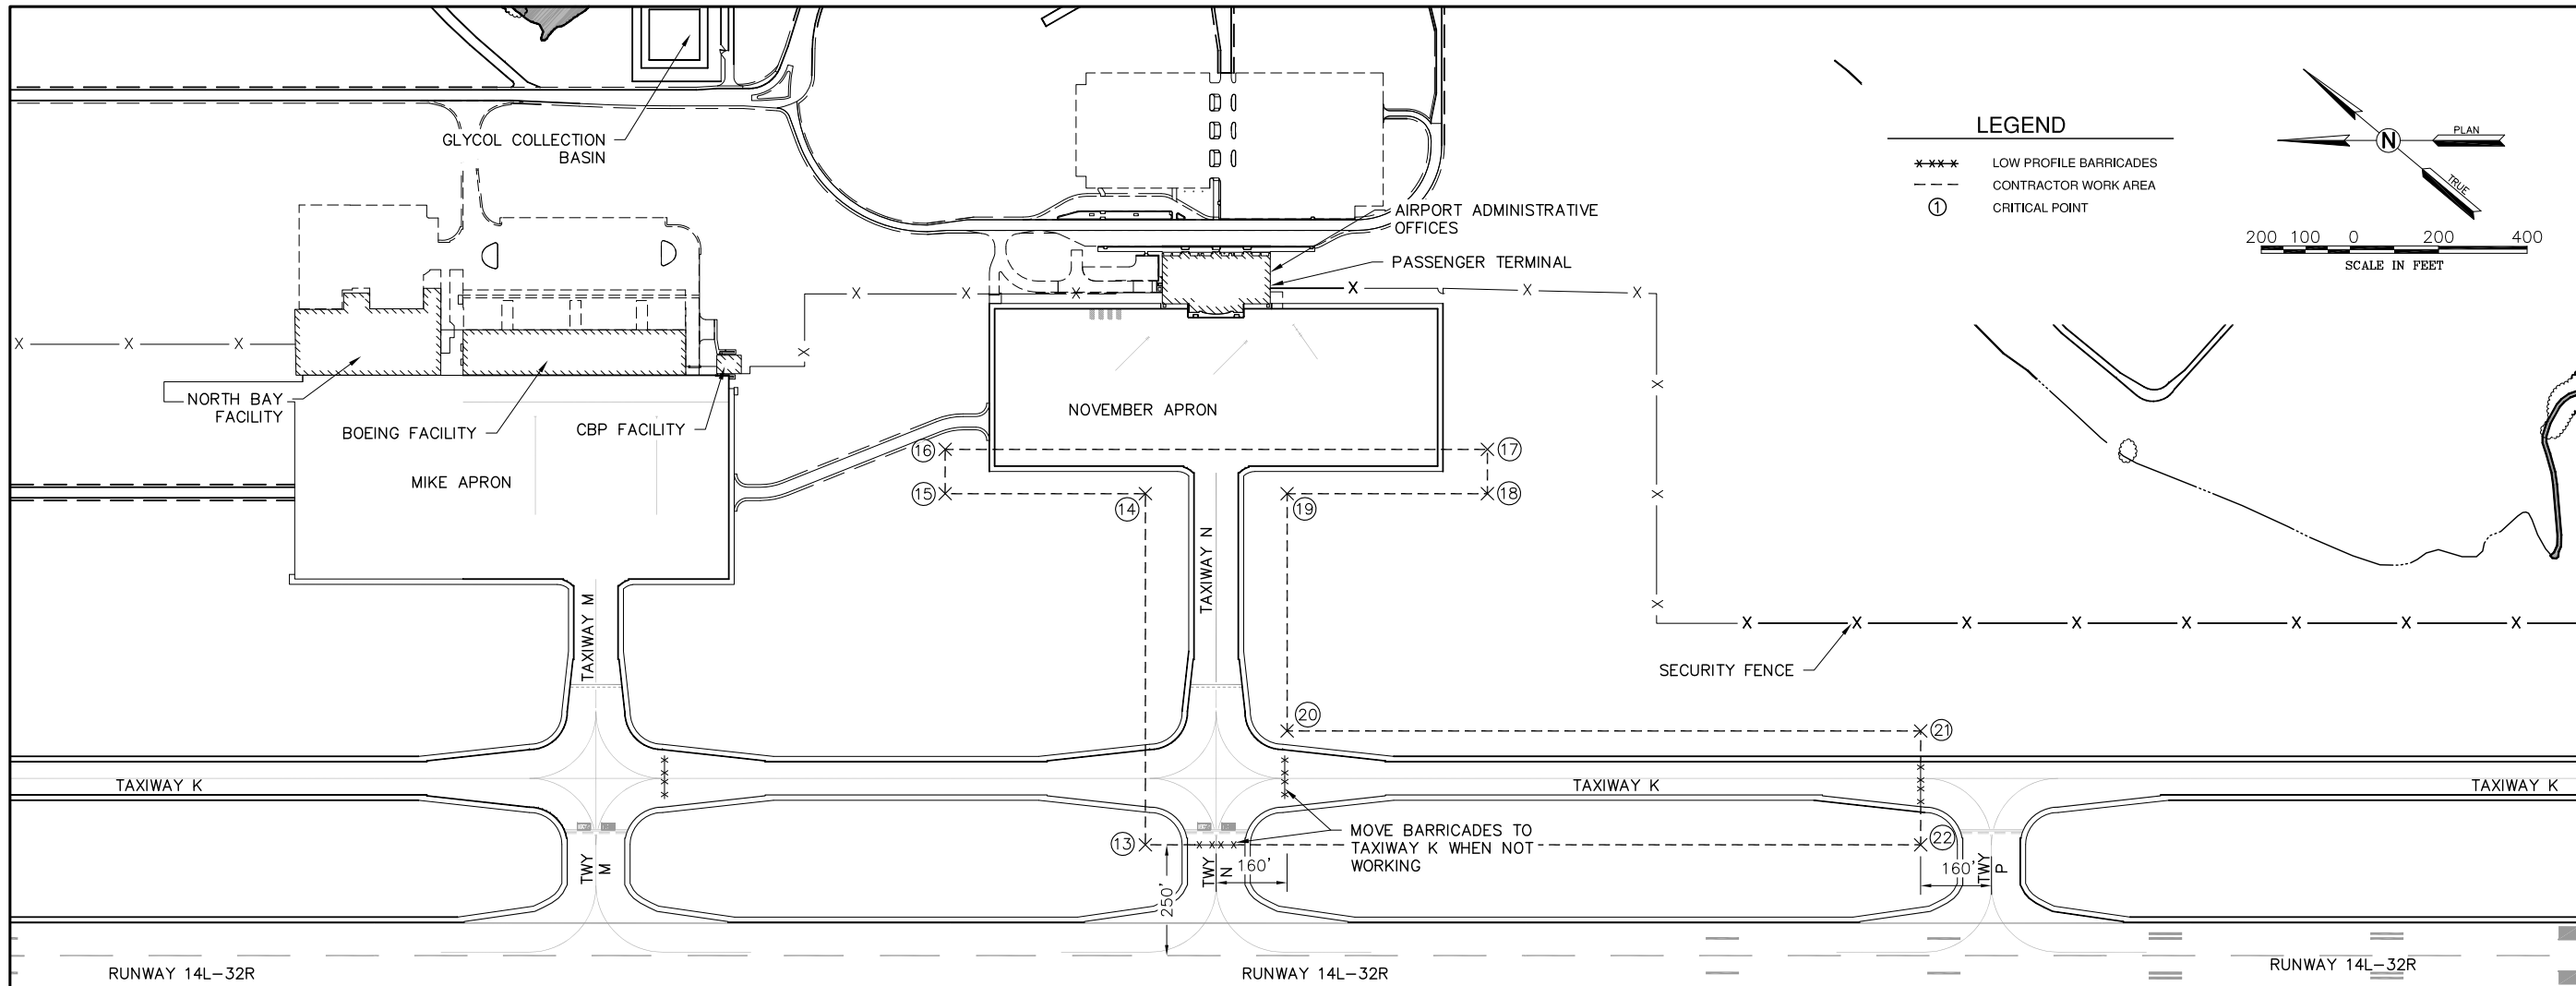 GLYCOL COLLECTION
BASIN
LEGEND
LOW PROFILE BARRICADES
CONTRACTOR WORK AREA
1 CRITICAL POINT
N
PLAN
TRUE
200 100 0 200 400
SCALE IN FEET
AIRPORT ADMINISTRATIVE
OFFICES
PASSENGER TERMINAL
NORTH BAY
FACILITY
BOEING FACILITY
CBP FACILITY
MIKE APRON
NOVEMBER APRON
16
17
15
14
19
18
TAXIWAY M
TAXIWAY N
SECURITY FENCE
20
21
TAXIWAY K
TAXIWAY K
TAXIWAY K
13
22
MOVE BARRICADES TO
TAXIWAY K WHEN NOT
WORKING
TWY
M
TWY
N
160'
250'
160'
TWY
P
RUNWAY 14L-32R
RUNWAY 14L-32R
RUNWAY 14L-32R